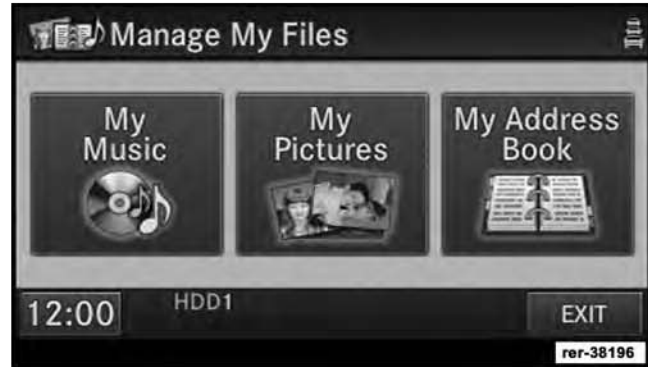 Manage My Files
My
Music
My
Pictures
My Address
Book
12:00
HDD1
EXIT
rer-38196